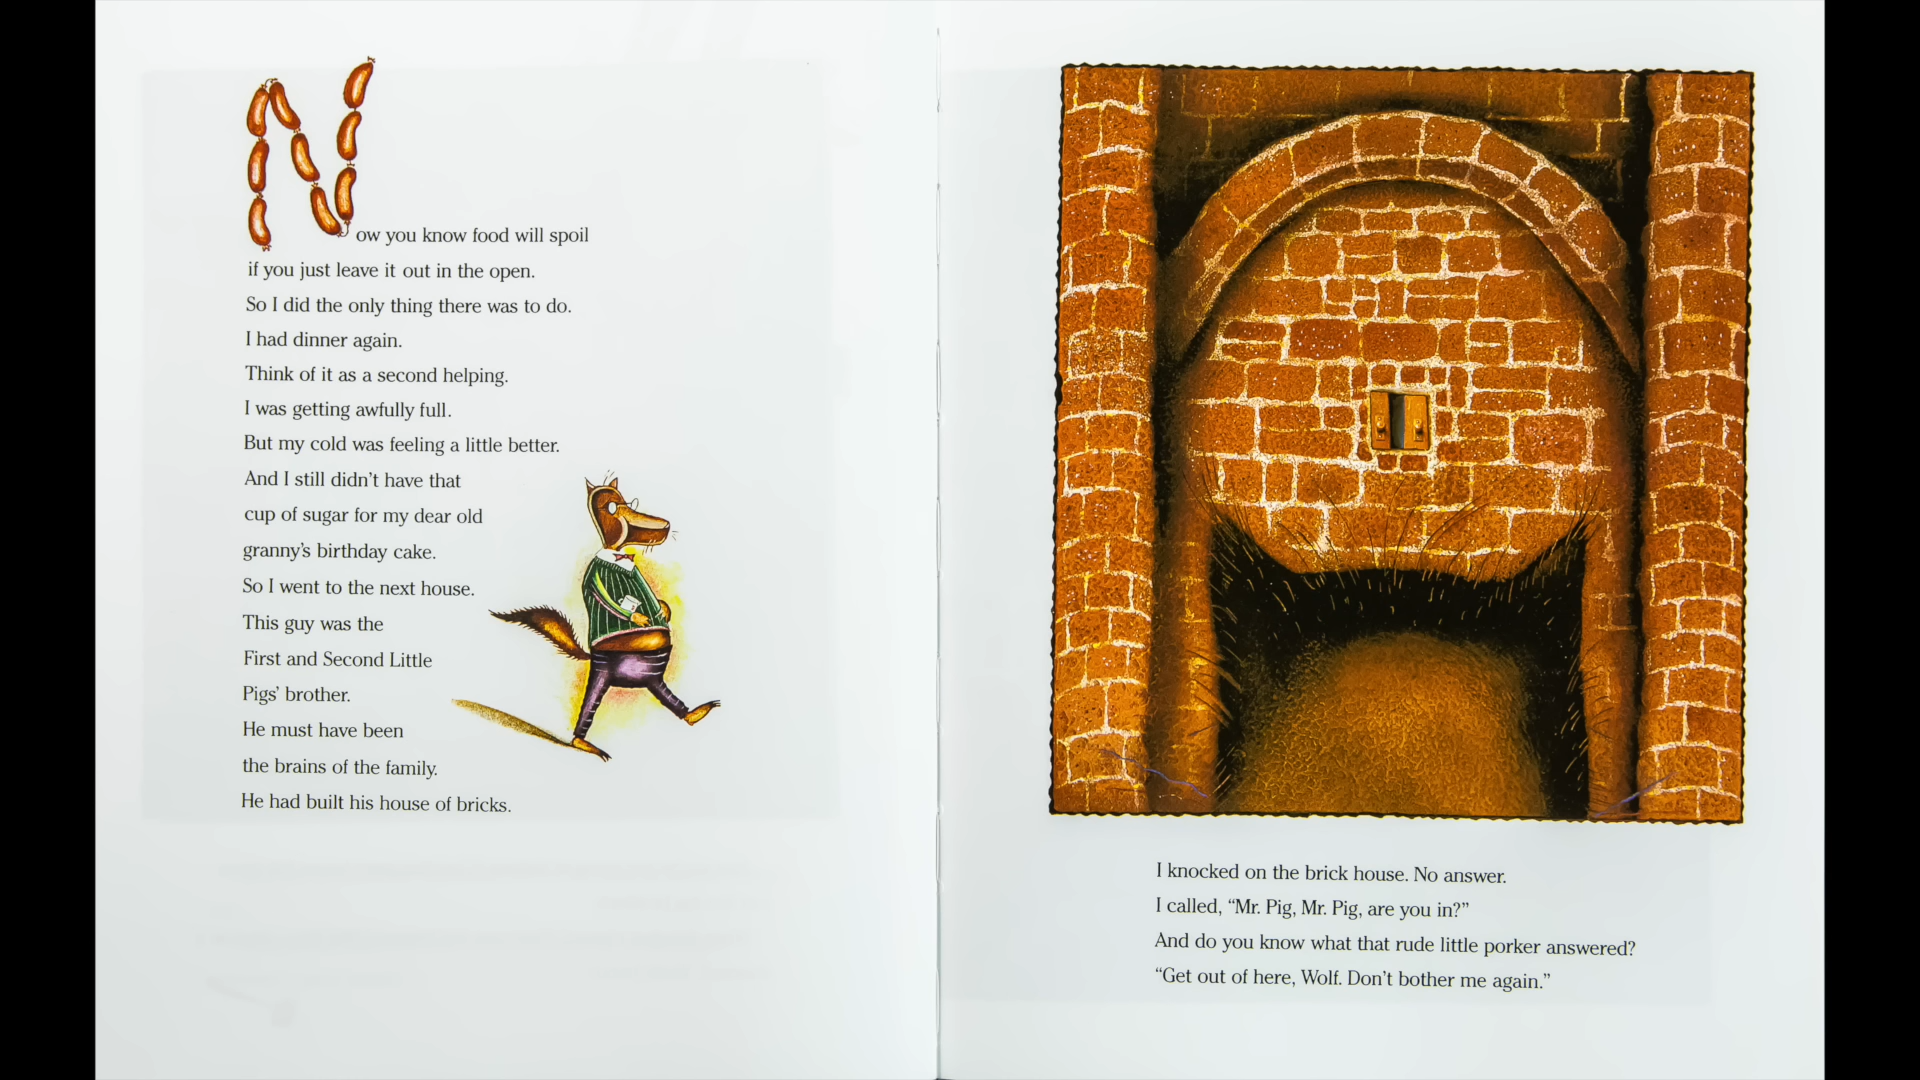 Now you know food will spoil
if you just leave it out in the open.
So I did the only thing there was to do.
I had dinner again.
Think of it as a second helping.
I was getting awfully full.
But my cold was feeling a little better.
And I still didn't have that
cup of sugar for my dear old
granny's birthday cake.
So I went to the next house.
This guy was the
First and Second Little
Pigs' brother.
He must have been
the brains of the family.
He had built his house of bricks.
I knocked on the brick house. No answer.
I called, “Mr. Pig, Mr. Pig, are you in?”
And do you know what that rude little porker answered?
“Get out of here, Wolf. Don't bother me again.”